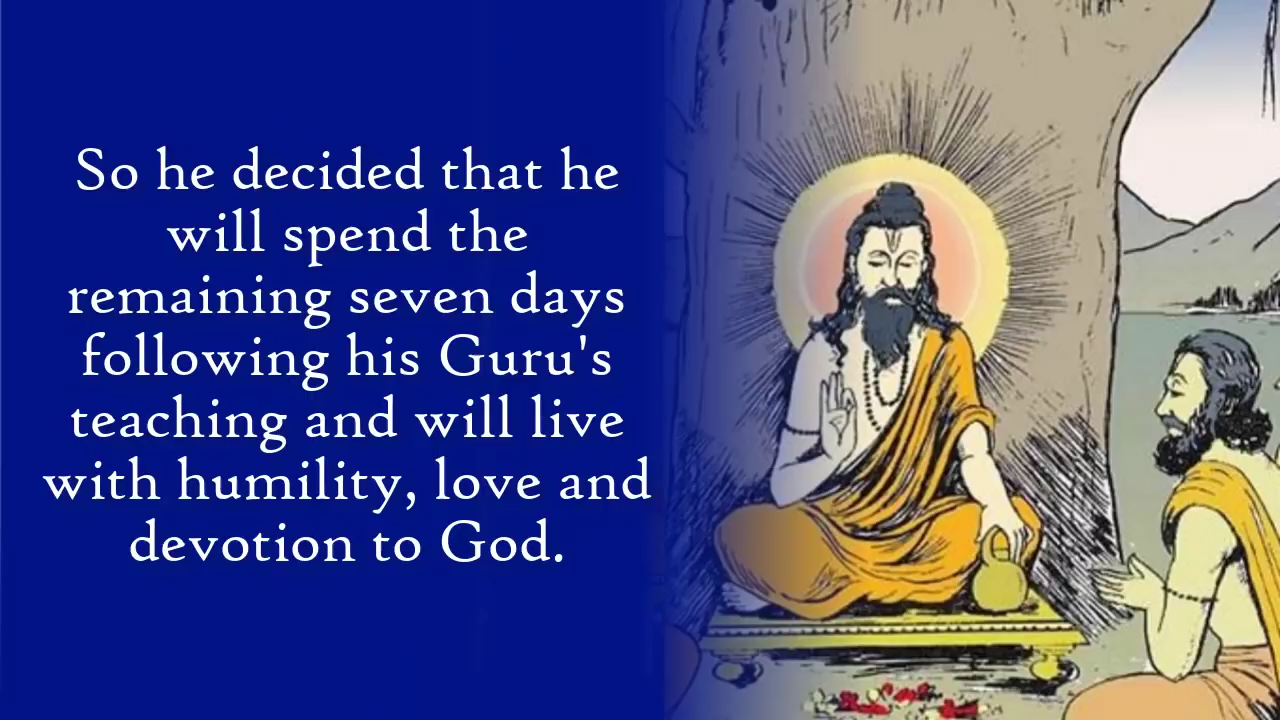 So he decided that he
will spend the
remaining seven days
following his Guru's
teaching and will live
with humility, love and
devotion to God.